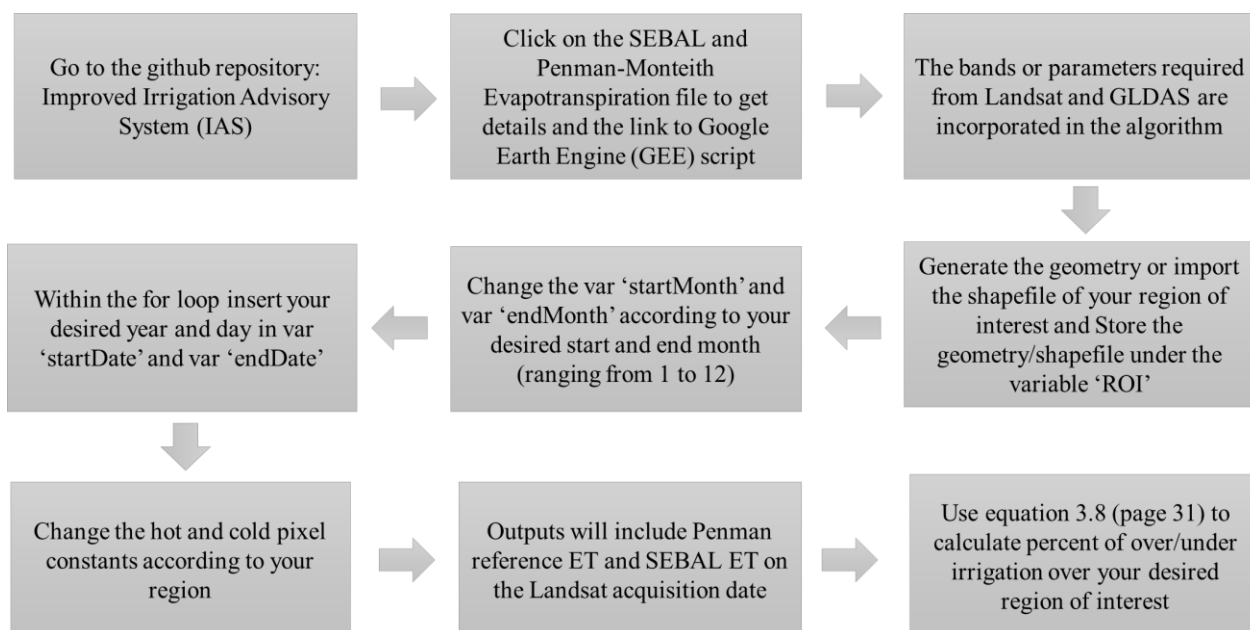 Go to the github repository:
Improved Irrigation Advisory
System (IAS)
Click on the SEBAL and
Penman-Monteith
Evapotranspiration file to get
details and the link to Google
Earth Engine (GEE) script
The bands or parameters required
from Landsat and GLDAS are
incorporated in the algorithm
Generate the geometry or import
the shapefile of your region of
interest and Store the
geometry/shapefile under the
variable ‘ROI’
Change the var ‘startMonth’ and
var ‘endMonth’ according to your
desired start and end month
(ranging from 1 to 12)
Within the for loop insert your
desired year and day in var
‘startDate’ and var ‘endDate’
Change the hot and cold pixel
constants according to your
region
Outputs will include Penman
reference ET and SEBAL ET on
the Landsat acquisition date
Use equation 3.8 (page 31) to
calculate percent of over/under
irrigation over your desired
region of interest